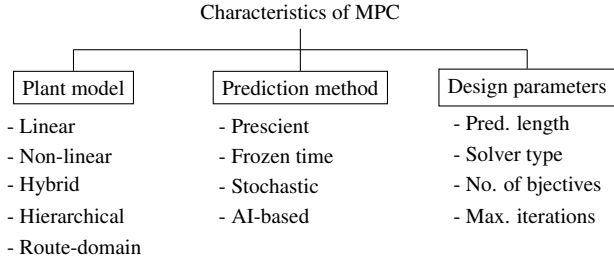 Characteristics of MPC
Plant model
- Linear
- Non-linear
- Hybrid
- Hierarchical
- Route-domain
Prediction method
- Prescient
- Frozen time
- Stochastic
- AI-based
Design parameters
- Pred. length
- Solver type
- No. of bjectives
- Max. iterations